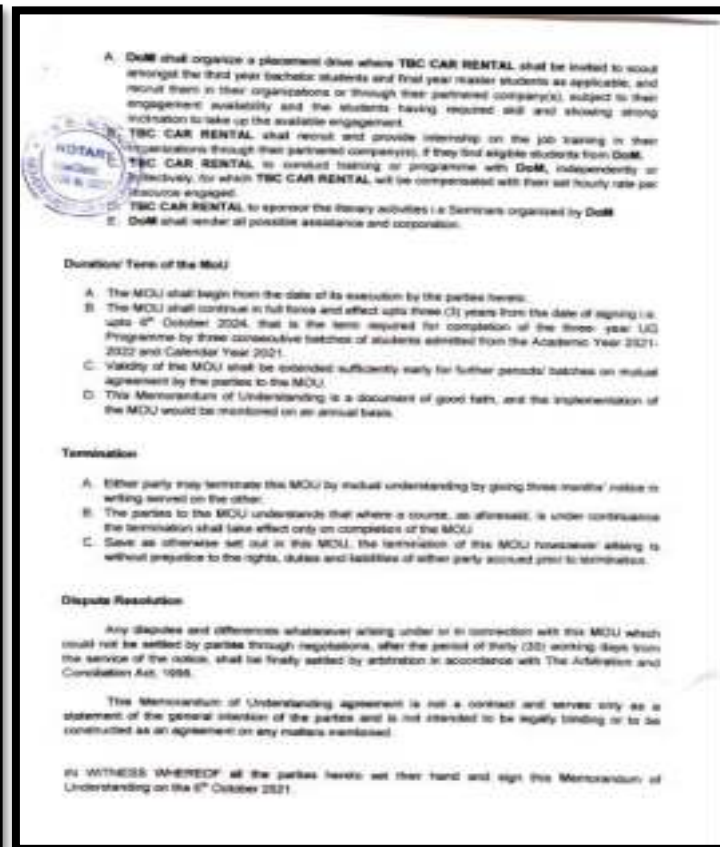 A. DoM shall organize a placement drive where TBC CAR RENTAL shall be invited to scout
amongst the third year bachelor students and final year master students as applicable, and
recruit them in their organizations or through their partnered company(s), subject to their
engagement availability and the students having required skill and showing strong
inclination to take up the available engagement.
TBC CAR RENTAL shall recruit and provide internship on the job training in their
organizations through their partnered company(s), if they find eligible students from DoM.
TBC CAR RENTAL to conduct training or programme with DoM, independently or
collectively, for which TBC CAR RENTAL will be compensated with their set hourly rate per
resource engaged.
TBC CAR RENTAL to sponsor the literary activities i.e Seminars organized by DoM
E. DoM shall render all possible assistance and corporation.
NOTARY
Duration/ Term of the MoU
A. The MOU shall begin from the date of its execution by the parties hereto.
B. The MOU shall continue in full force and effect upto three (3) years from the date of signing i.e.
upto 6th October 2024, that is the term required for completion of the three- year UG
Programme by three consecutive batches of students admitted from the Academic Year 2021-
2022 and Calendar Year 2021.
C. Validity of the MOU shall be extended sufficiently early for further periods/ batches on mutual
agreement by the parties to the MOU.
D. This Memorandum of Understanding is a document of good faith, and the implementation of
the MOU would be monitored on an annual basis.
Termination
A. Either party may terminate this MOU by mutual understanding by giving three months' notice in
writing served on the other.
B. The parties to the MOU understands that where a course, as aforesaid, is under continuance
the termination shall take effect only on completion of the MOU
C. Save as otherwise set out in this MOU, the termination of this MOU howsoever arising is
without prejudice to the rights, duties and liabilities of either party accrued prior to termination.
Dispute Resolution
Any disputes and differences whatsoever arising under or in connection with this MOU which
could not be settled by parties through negotiations, after the period of thirty (30) working days from
the service of the notice, shall be finally settled by arbitration in accordance with The Arbitration and
Conciliation Act, 1996.
This Memorandum of Understanding agreement is not a contract and serves only as a
statement of the general intention of the parties and is not intended to be legally binding or to be
constructed as an agreement on any matters mentioned.
IN WITNESS WHEREOF all the parties hereto set their hand and sign this Memorandum of
Understanding on the 6th October 2021.